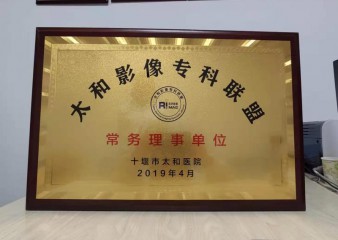 太和影像专科联盟
常务理事单位
十堰市太和医院
2019年4月